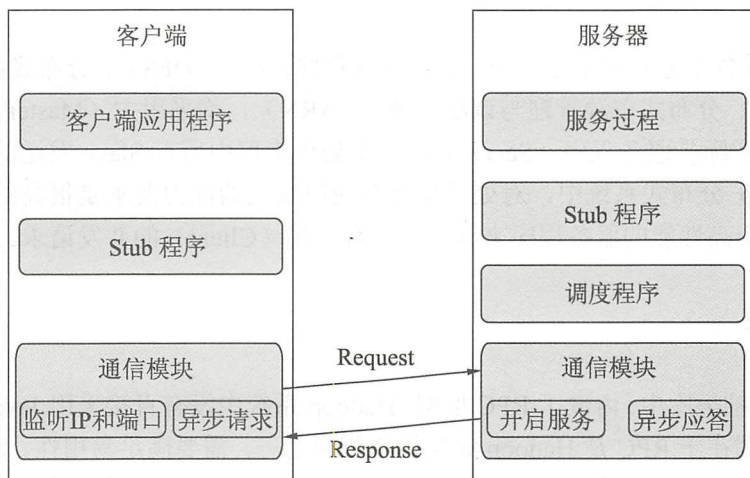 客户端
客户端应用程序
Stub 程序
通信模块
监听IP和端口
异步请求
Request
Response
服务器
服务过程
Stub 程序
调度程序
通信模块
开启服务
异步应答